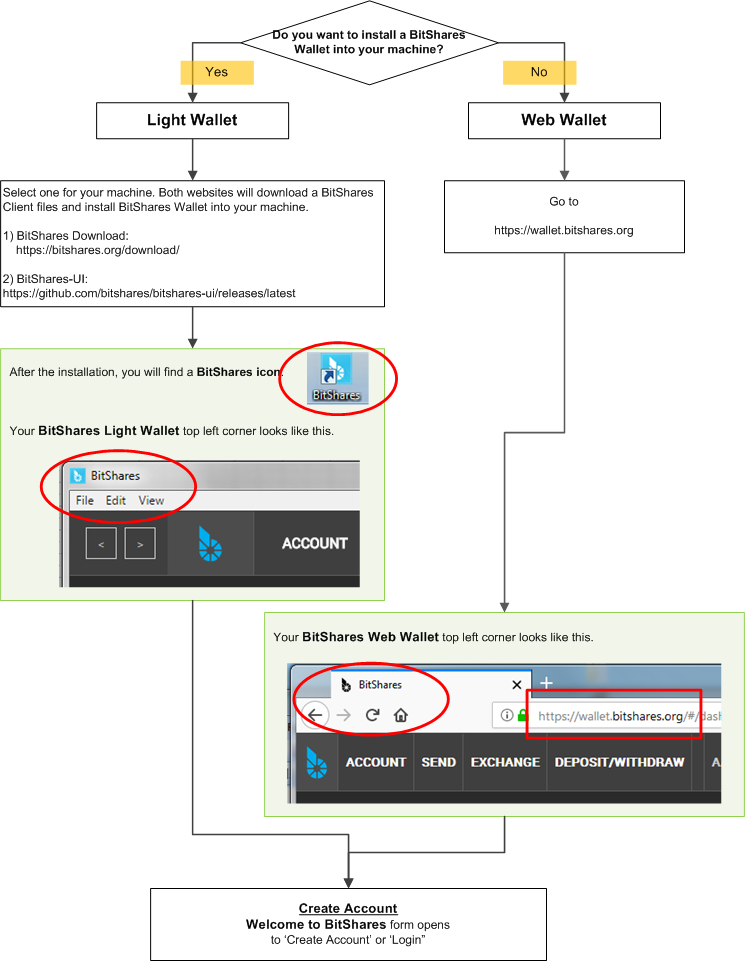 Do you want to install a BitShares
Wallet into your machine?
Yes
No
Light Wallet
Web Wallet
Select one for your machine. Both websites will download a BitShares
Client files and install BitShares Wallet into your machine.
1) BitShares Download:
https://bitshares.org/download/
2) BitShares-UI:
https://github.com/bitshares/bitshares-ui/releases/latest
Go to
https://wallet.bitshares.org
After the installation, you will find a BitShares icon.
BitShares
Your BitShares Light Wallet top left corner looks like this.
BitShares
File Edit View
< >
ACCOUNT
Your BitShares Web Wallet top left corner looks like this.
BitShares
https://wallet.bitshares.org/#/dash
ACCOUNT SEND EXCHANGE DEPOSIT/WITHDRAW A
Create Account
Welcome to BitShares form opens
to ‘Create Account’ or ‘Login”